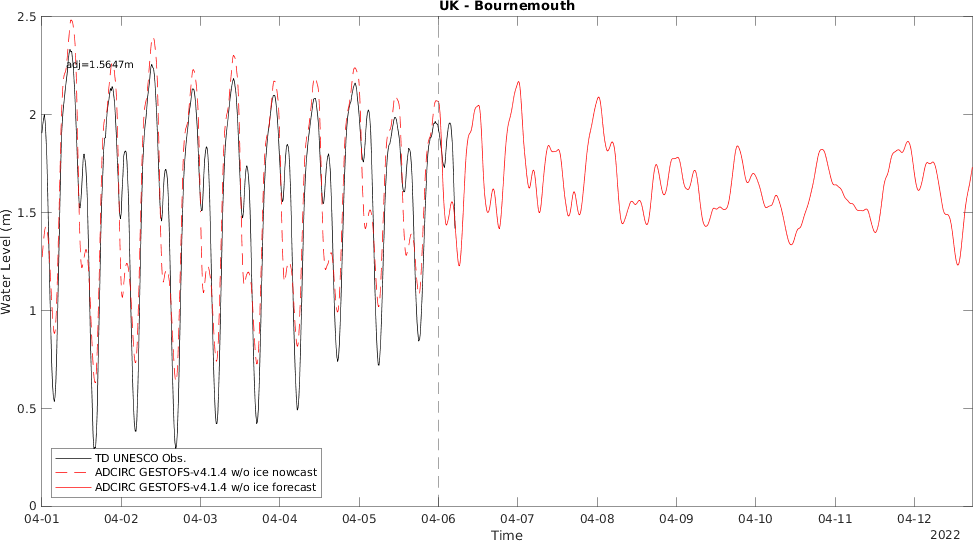 UK - Bournemouth
2.5
adj=1.5647m
2
1.5
Water Level (m)
1
0.5
TD UNESCO Obs.
ADCIRC GESTOFS-v4.1.4 w/o ice nowcast
ADCIRC GESTOFS-v4.1.4 w/o ice forecast
0
04-01 04-02 04-03 04-04 04-05 04-06 04-07 04-08 04-09 04-10 04-11 04-12
Time
2022